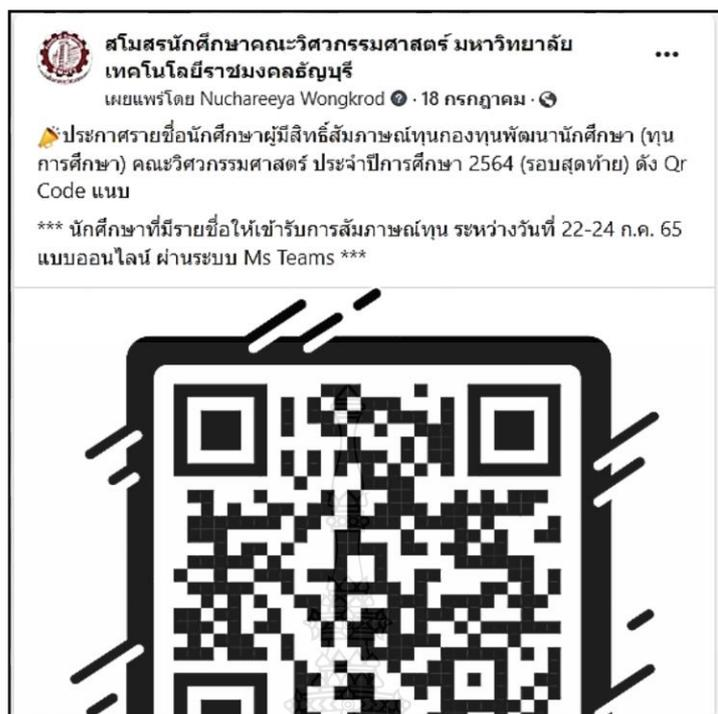 สโมสรนักศึกษาคณะวิศวกรรมศาสตร์ มหาวิทยาลัย
เทคโนโลยีราชมงคลธัญบุรี
เผยแพร่โดย Nuchareeya Wongkrod · 18 กรกฎาคม ·
ประกาศรายชื่อนักศึกษาผู้มีสิทธิ์สัมภาษณ์ทุนกองทุนพัฒนานักศึกษา (ทุน
การศึกษา) คณะวิศวกรรมศาสตร์ ประจำปีการศึกษา 2564 (รอบสุดท้าย) ดัง Qr
Code แนบ
*** นักศึกษาที่มีรายชื่อให้เข้ารับการสัมภาษณ์ทุน ระหว่างวันที่ 22-24 ก.ค. 65
แบบออนไลน์ ผ่านระบบ Ms Teams ***